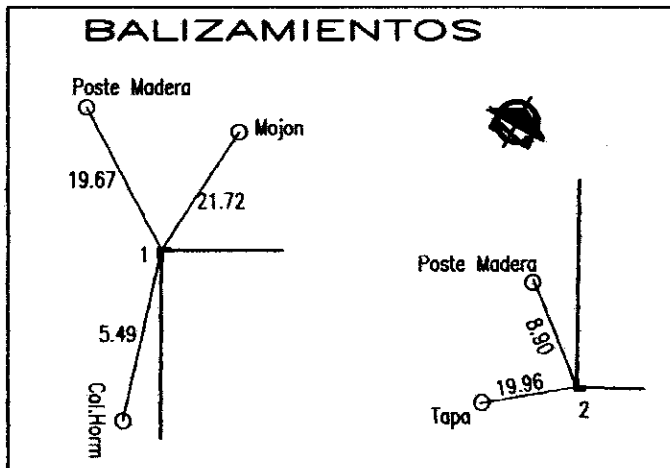 BALIZAMIENTOS
Poste Madera
Mojon
19.67
21.72
1
5.49
Cal.Horm
Poste Madera
8.90
19.96
Tapa
2